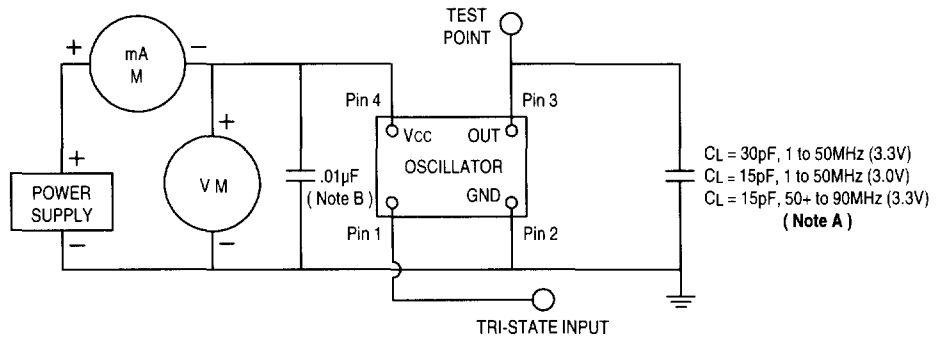 TEST
POINT
+
mA
M
−
Pin 4
Pin 3
+
VCC
OUT
OSCILLATOR
GND
+
POWER
SUPPLY
−
V M
−
.01µF
( Note B )
CL = 30pF, 1 to 50MHz (3.3V)
CL = 15pF, 1 to 50MHz (3.0V)
CL = 15pF, 50+ to 90MHz (3.3V)
( Note A )
Pin 1
Pin 2
TRI-STATE INPUT